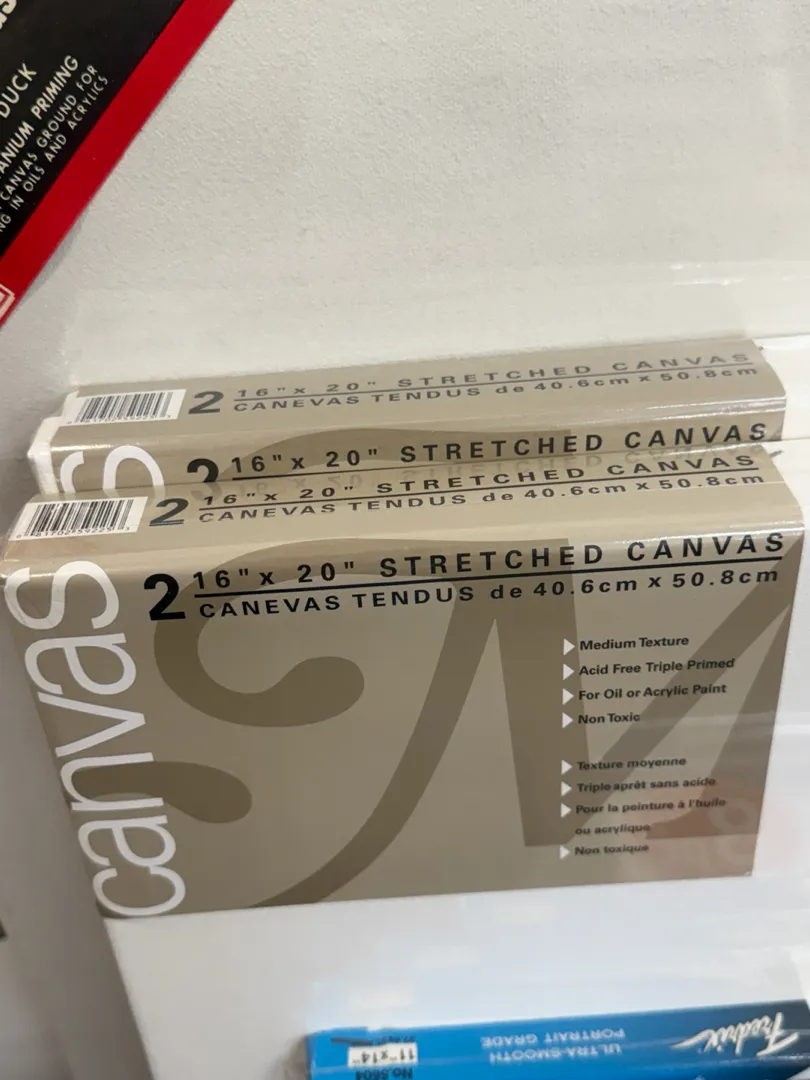 DUCK
PRIMING
CANVAS GROUND FOR
IN OILS AND ACRYLICS
2 16" x 20" STRETCHED CANVAS
CANEVAS TENDUS de 40.6cm x 50.8cm
2 16" x 20" STRETCHED CANVAS
2 16" x 20" STRETCHED CANVAS
CANEVAS TENDUS de 40.6cm x 50.8cm
2 16" x 20" STRETCHED CANVAS
CANEVAS TENDUS de 40.6cm x 50.8cm
canvas
Medium Texture
Acid Free Triple Primed
For Oil or Acrylic Paint
Non Toxic
Texture moyenne
Triple aprêt sans acide
Pour la peinture à l'huile
ou acrylique
Non toxique
Fredrix
ULTRA-SMOOTH
PORTRAIT GRADE
11"x14"